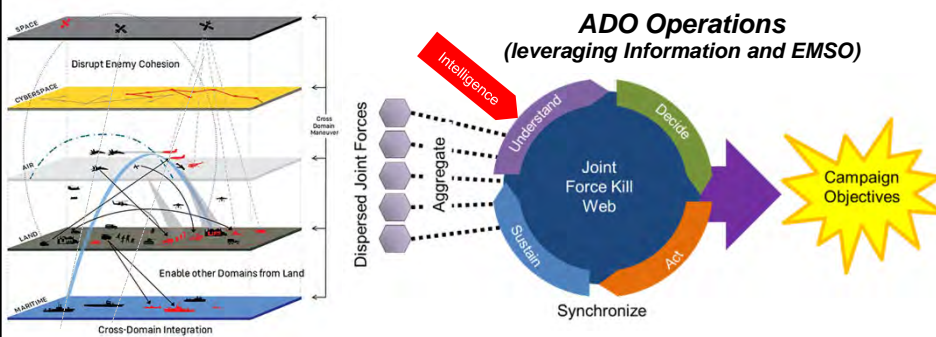 ADO Operations
(leveraging Information and EMSO)
SPACE
Disrupt Enemy Cohesion
CYBERSPACE
Cross
Domain
Maneuver
AIR
LAND
Enable other Domains from Land
MARITIME
Cross-Domain Integration
Dispersed Joint Forces
Aggregate
Intelligence
Understand
Decide
Act
Sustain
Joint
Force Kill
Web
Synchronize
Campaign
Objectives